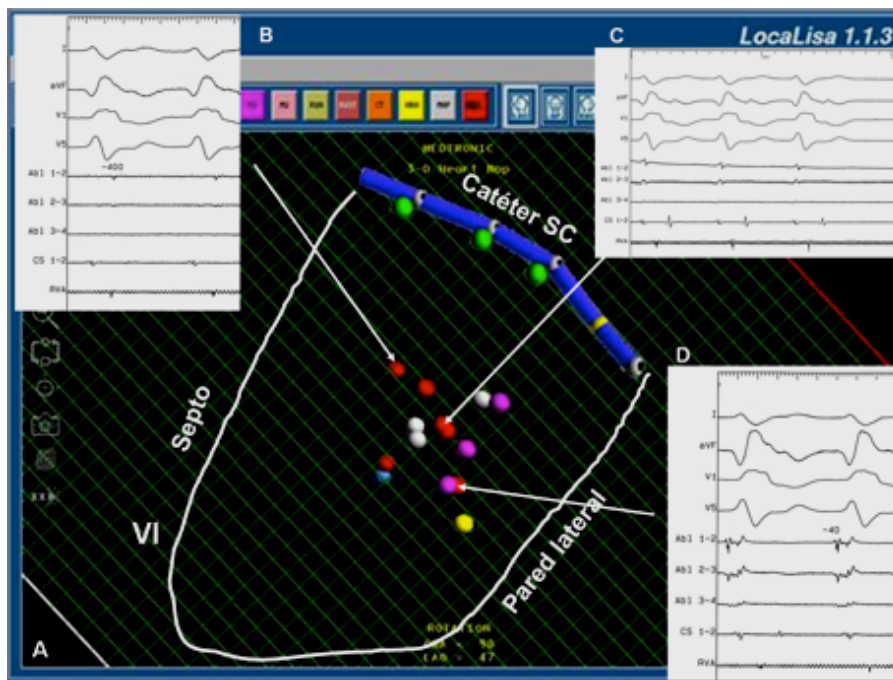 B
LocaLisa 1.1.3
C
I
aVF
V1
V5
-400
Abl 1-2
Abl 2-3
Abl 3-4
CS 1-2
RVA
MAP
MEDTRONIC
3-D Heart Map
Catéter SC
I
aVF
V1
V5
Abl 1-2
Abl 2-3
Abl 3-4
CS 1-2
RVA
Septo
VI
Pared lateral
D
I
aVF
V1
V5
-40
Abl 1-2
Abl 2-3
Abl 3-4
CS 1-2
RVA
A
ROTATION
LAO = 47